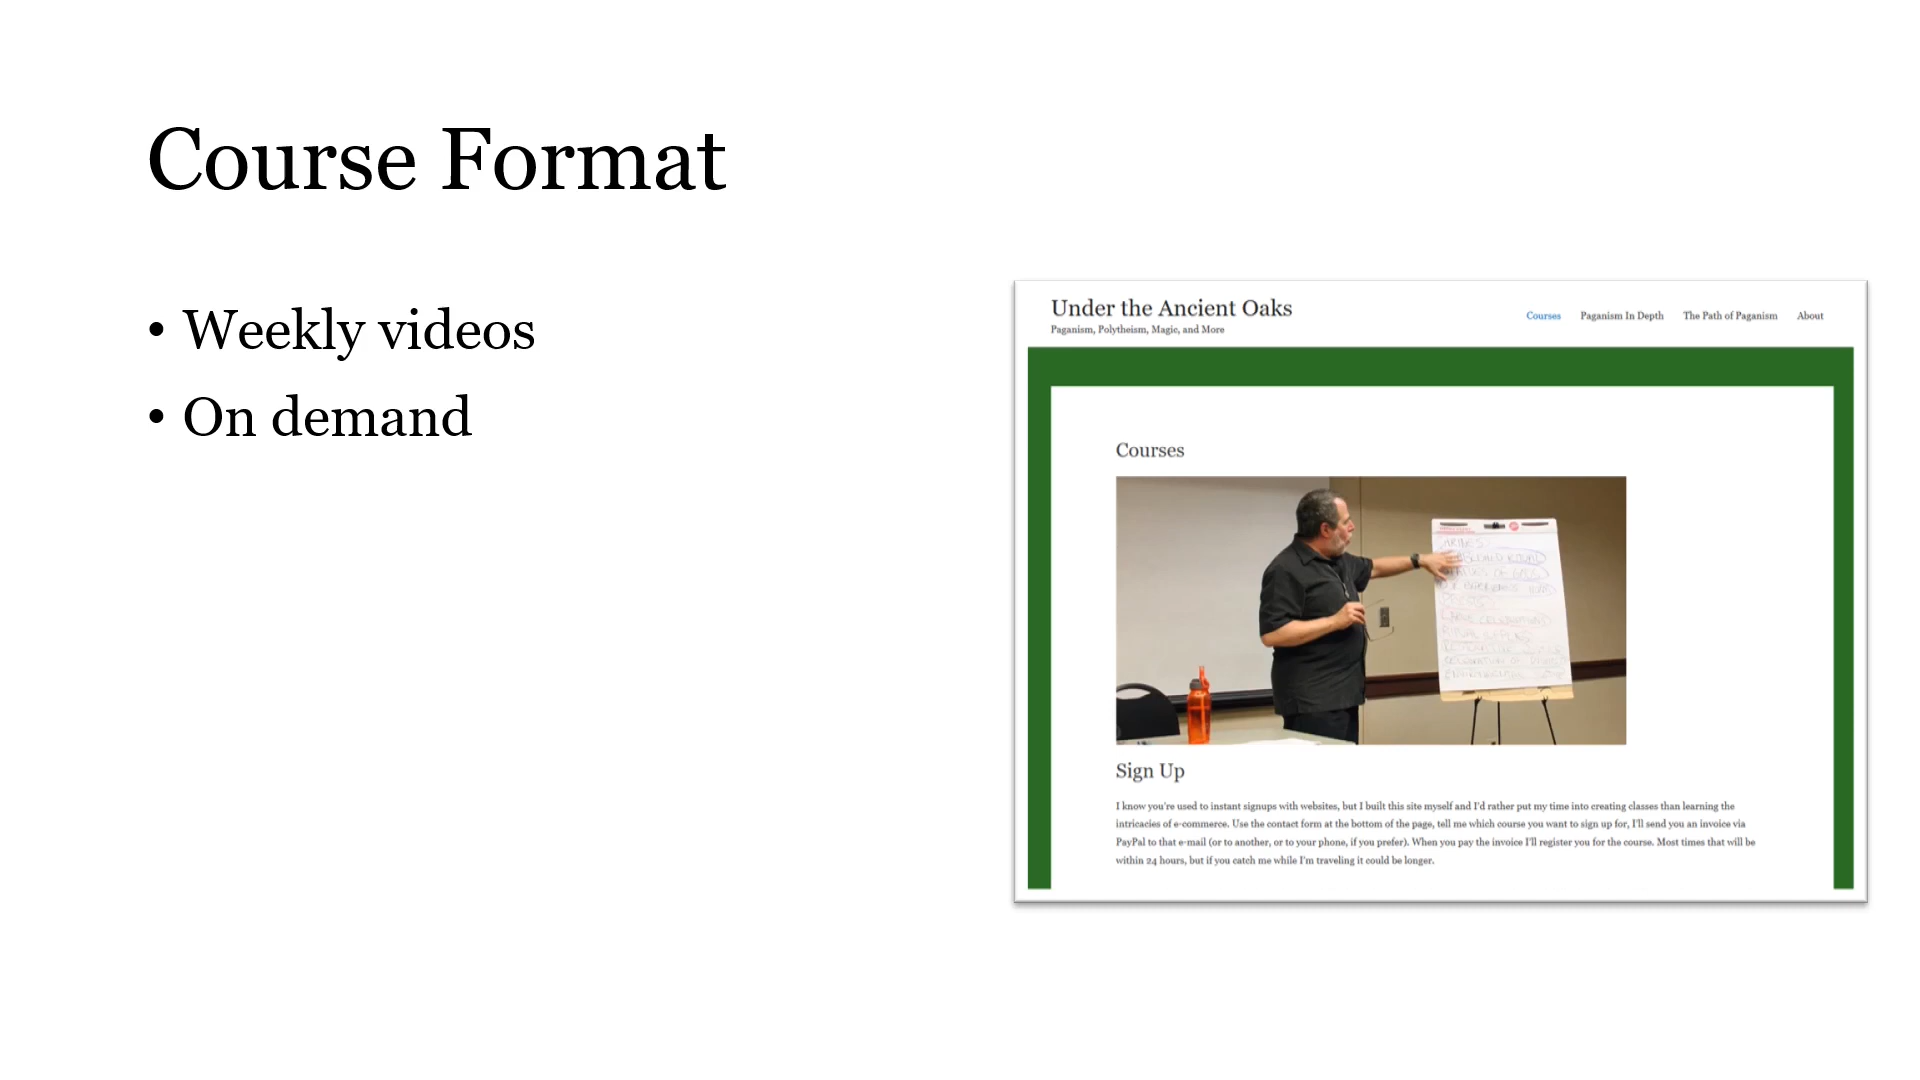 Course Format
• Weekly videos
• On demand
Under the Ancient Oaks
Paganism, Polytheism, Magic, and More
Courses Paganism In Depth The Path of Paganism About
Courses
Sign Up
I know you're used to instant signups with websites, but I built this site myself and I'd rather put my time into creating classes than learning the
intricacies of e-commerce. Use the contact form at the bottom of the page, tell me which course you want to sign up for, I'll send you an invoice via
PayPal to that e-mail (or to another, or to your phone, if you prefer). When you pay the invoice I'll register you for the course. Most times that will be
within 24 hours, but if you catch me while I'm traveling it could be longer.